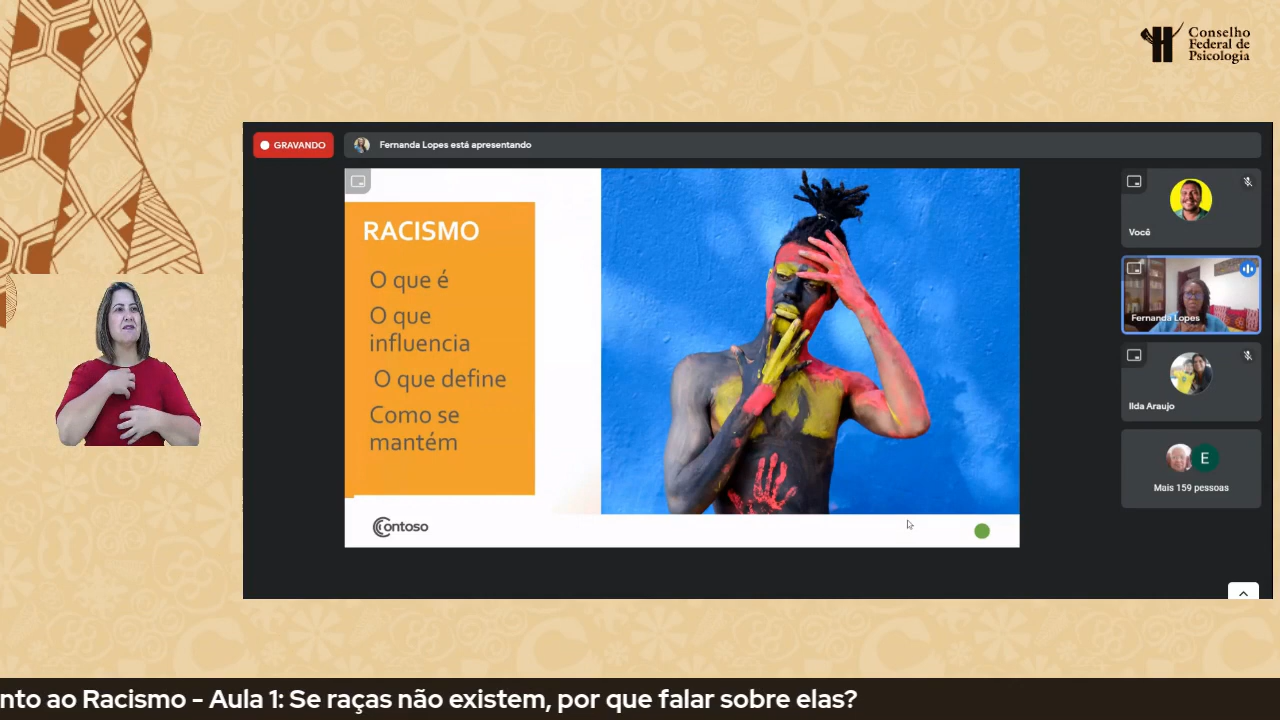 Conselho
Federal de
Psicologia
GRAVANDO
Fernanda Lopes está apresentando
RACISMO
O que é
O que
influencia
O que define
Como se
mantém
Contoso
Você
Fernanda Lopes
Ilda Araujo
E
Mais 159 pessoas
nto ao Racismo - Aula 1: Se raças não existem, por que falar sobre elas?